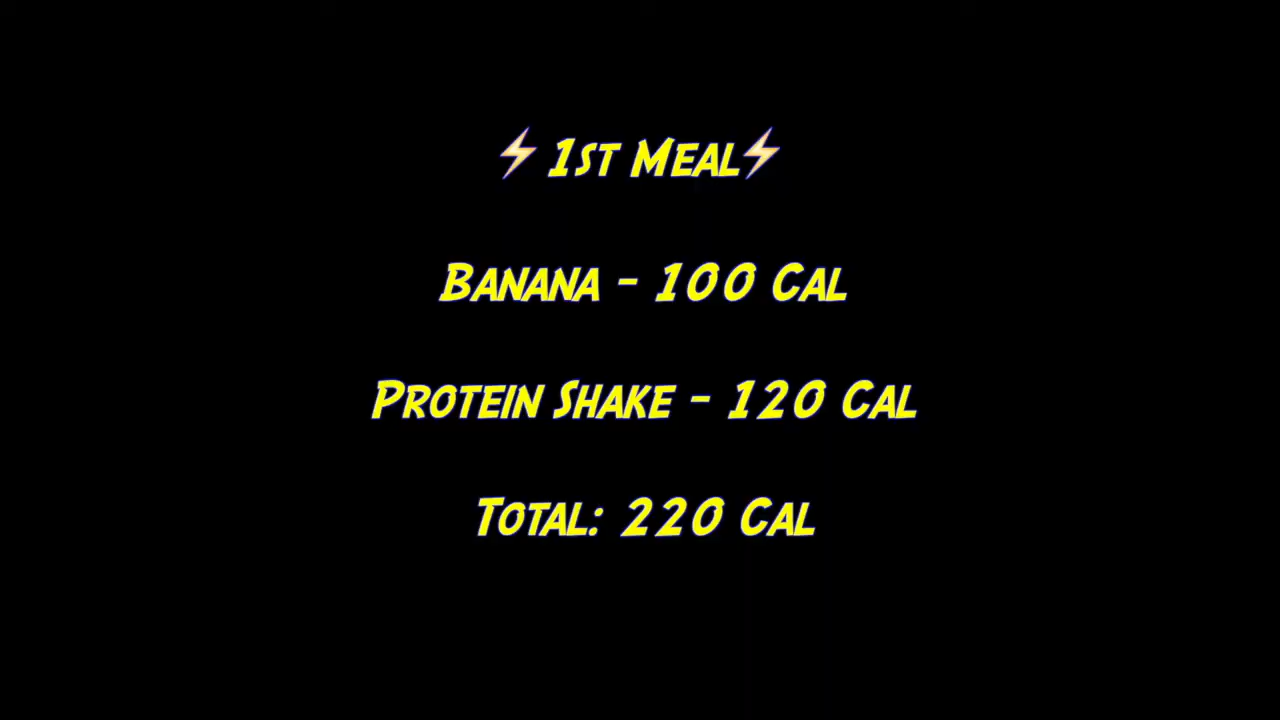 ⚡1st Meal⚡
Banana - 100 Cal
Protein Shake - 120 Cal
Total: 220 Cal